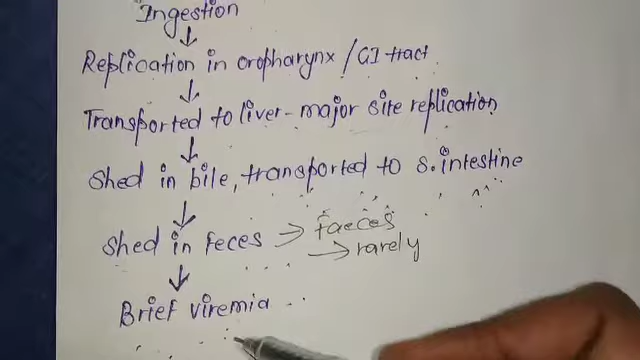 Ingestion
↓
Replication in oropharynx / GI tract
↓
Transported to liver - major site replication
↓
Shed in bile, transported to s. intestine
↓
Shed in feces → faeces
→ rarely
↓
Brief viremia